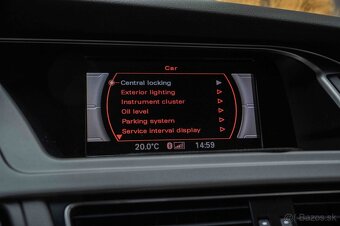 Car
Central locking
Exterior lighting
Instrument cluster
Oil level
Parking system
Service interval display
20.0°C 14:59
bazos.sk